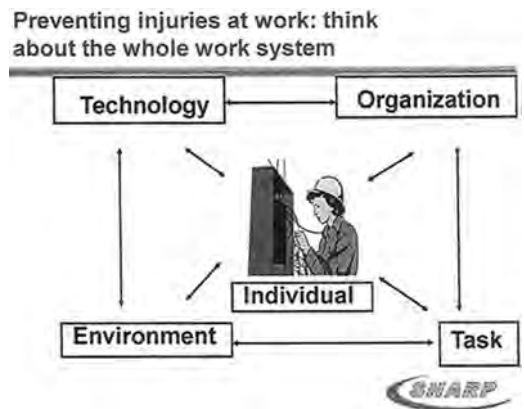 Preventing injuries at work: think
about the whole work system
Technology
Organization
Individual
Environment
Task
SHARP